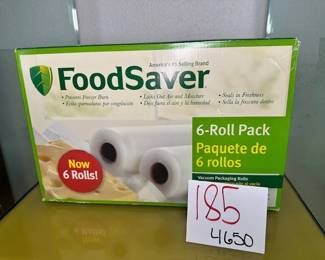 America's #1 Selling Brand
FoodSaver
• Prevents Freezer Burn • Locks Out Air and Moisture • Seals in Freshness
• Evita quemaduras por congelación • Deja fuera el aire y la humedad • Sella la frescura dentro
6-Roll Pack
Paquete de
6 rollos
Now
6 Rolls!
Vacuum Packaging Rolls
185
4650